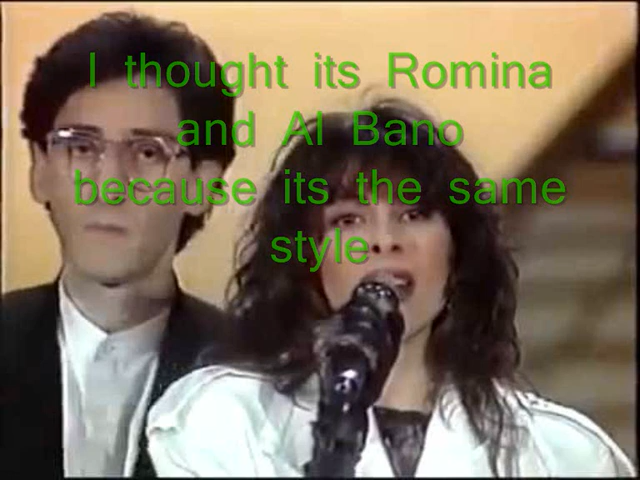 I thought its Romina
and Al Bano
because its the same
style